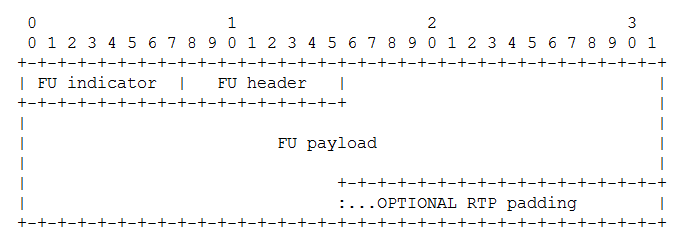 0                   1                   2                   3
 0 1 2 3 4 5 6 7 8 9 0 1 2 3 4 5 6 7 8 9 0 1 2 3 4 5 6 7 8 9 0 1
+-+-+-+-+-+-+-+-+-+-+-+-+-+-+-+-+-+-+-+-+-+-+-+-+-+-+-+-+-+-+-+-+
| FU indicator  |   FU header   |                               |
+-+-+-+-+-+-+-+-+-+-+-+-+-+-+-+-+                               |
|                                                               |
|                         FU payload                            |
|                                                               |
|                               +-+-+-+-+-+-+-+-+-+-+-+-+-+-+-+-+
|                               :...OPTIONAL RTP padding        |
+-+-+-+-+-+-+-+-+-+-+-+-+-+-+-+-+-+-+-+-+-+-+-+-+-+-+-+-+-+-+-+-+